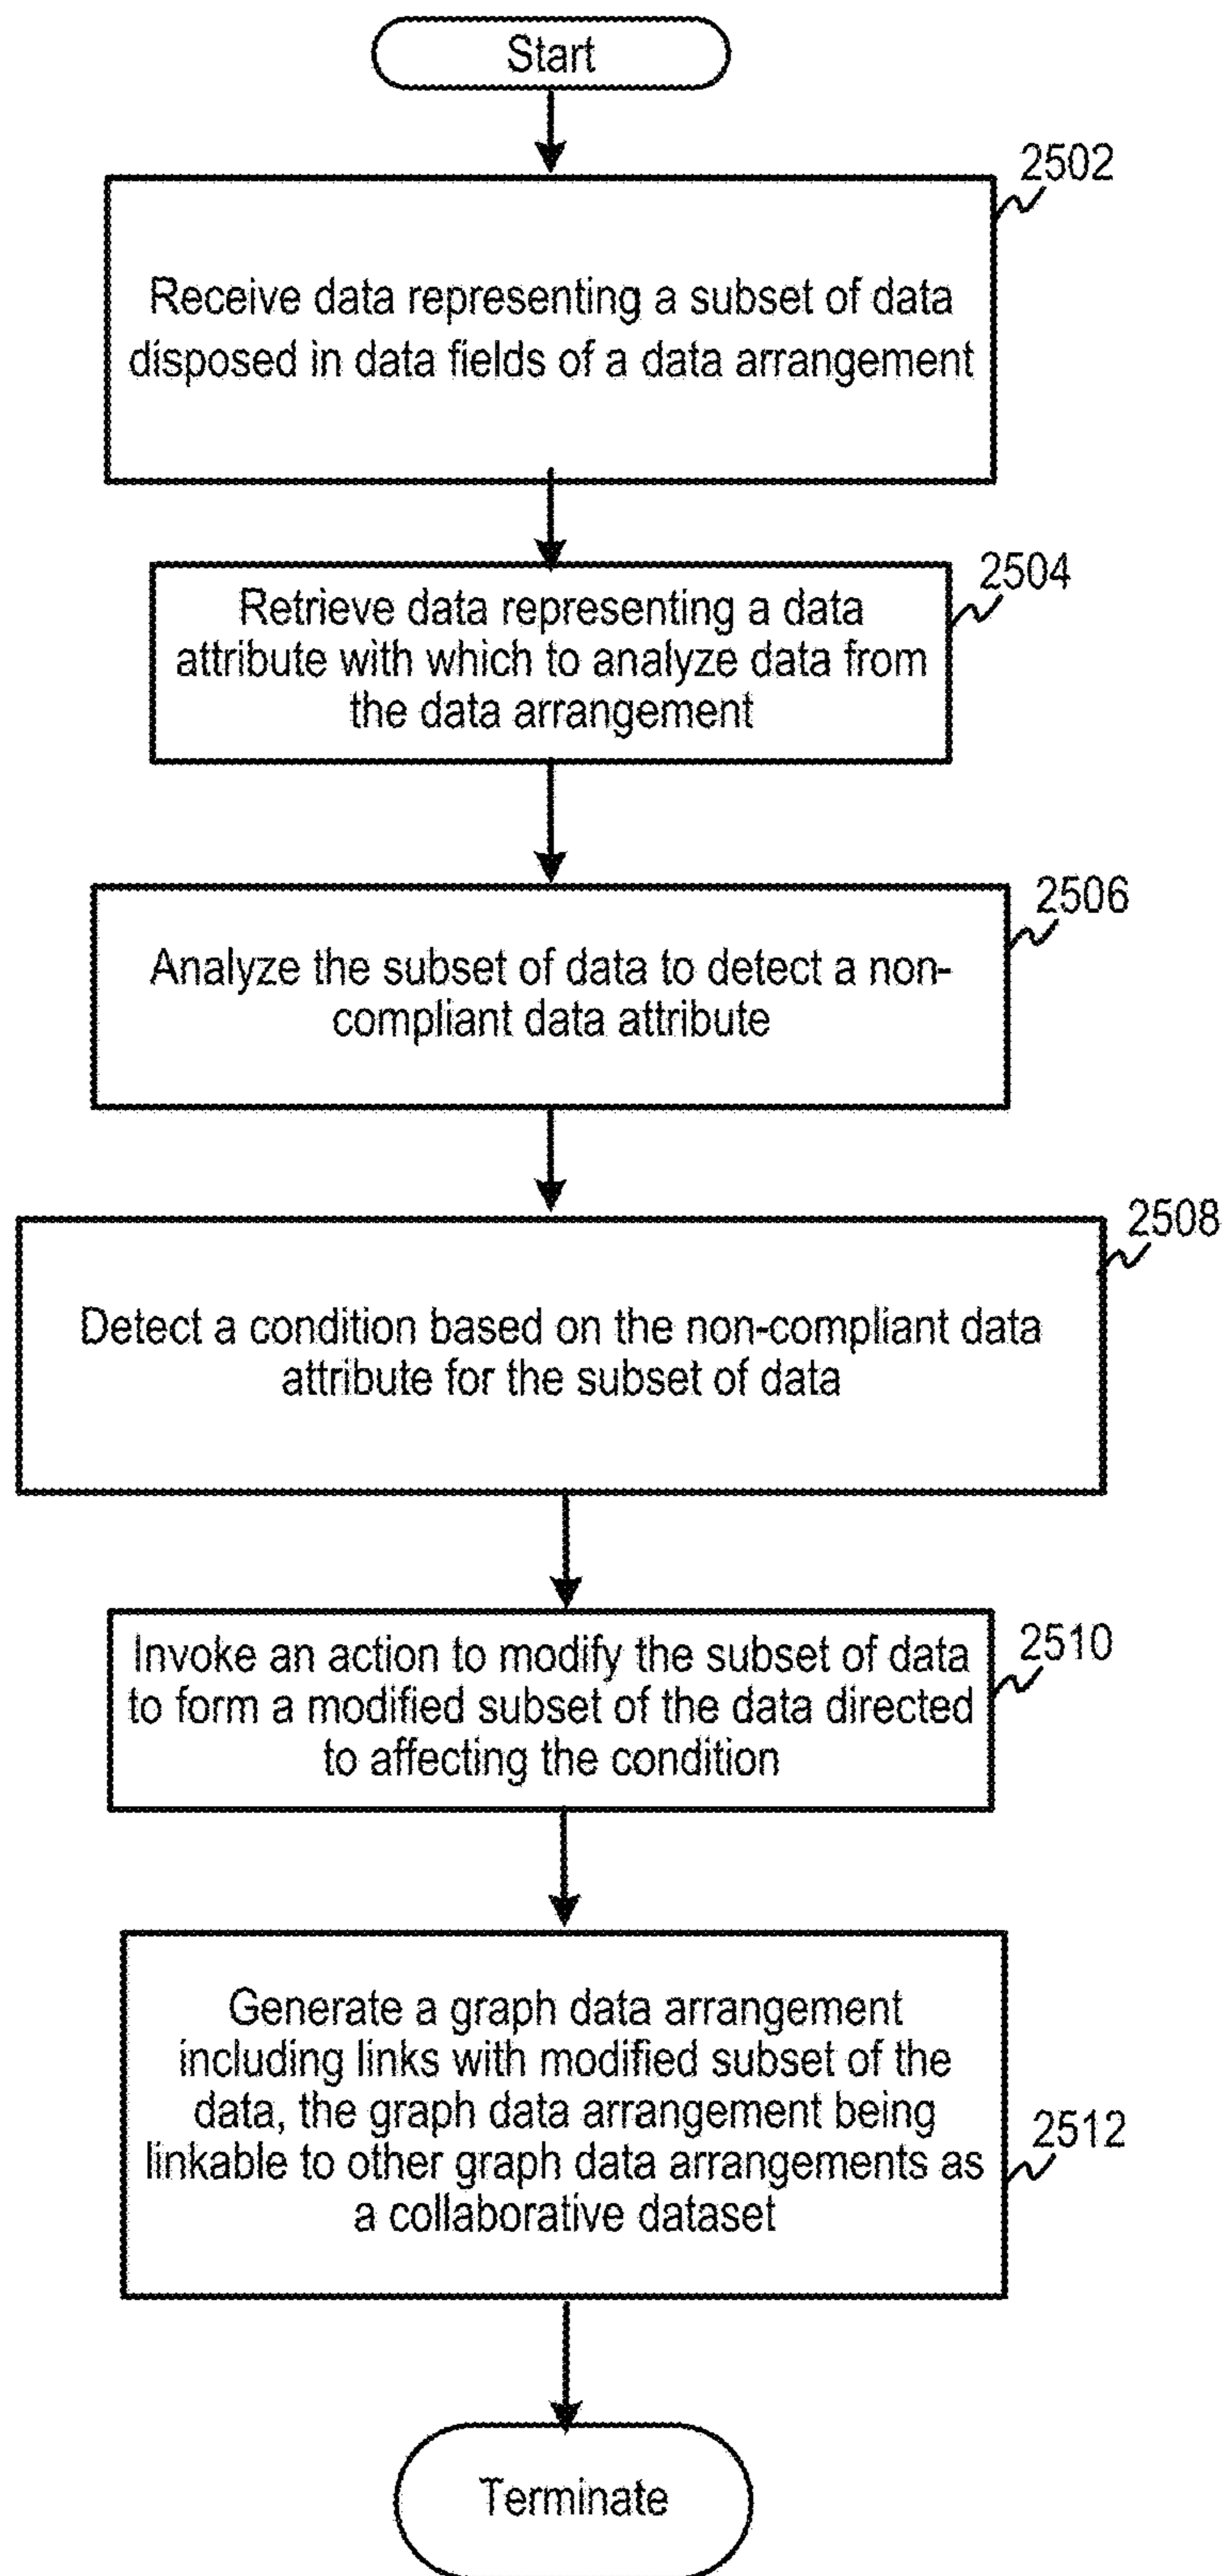 Start
2502
Receive data representing a subset of data
disposed in data fields of a data arrangement
2504
Retrieve data representing a data
attribute with which to analyze data from
the data arrangement
2506
Analyze the subset of data to detect a non-
compliant data attribute
2508
Detect a condition based on the non-compliant data
attribute for the subset of data
2510
Invoke an action to modify the subset of data
to form a modified subset of the data directed
to affecting the condition
Generate a graph data arrangement
including links with modified subset of the
data, the graph data arrangement being
2512
linkable to other graph data arrangements as
a collaborative dataset
Terminate